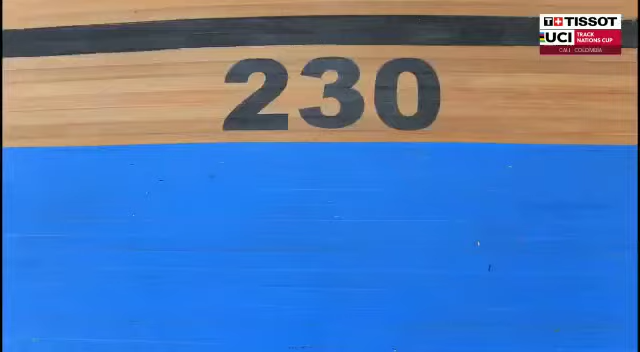 TISSOT
UCI TRACK
NATIONS CUP
CALI, COLOMBIA
230